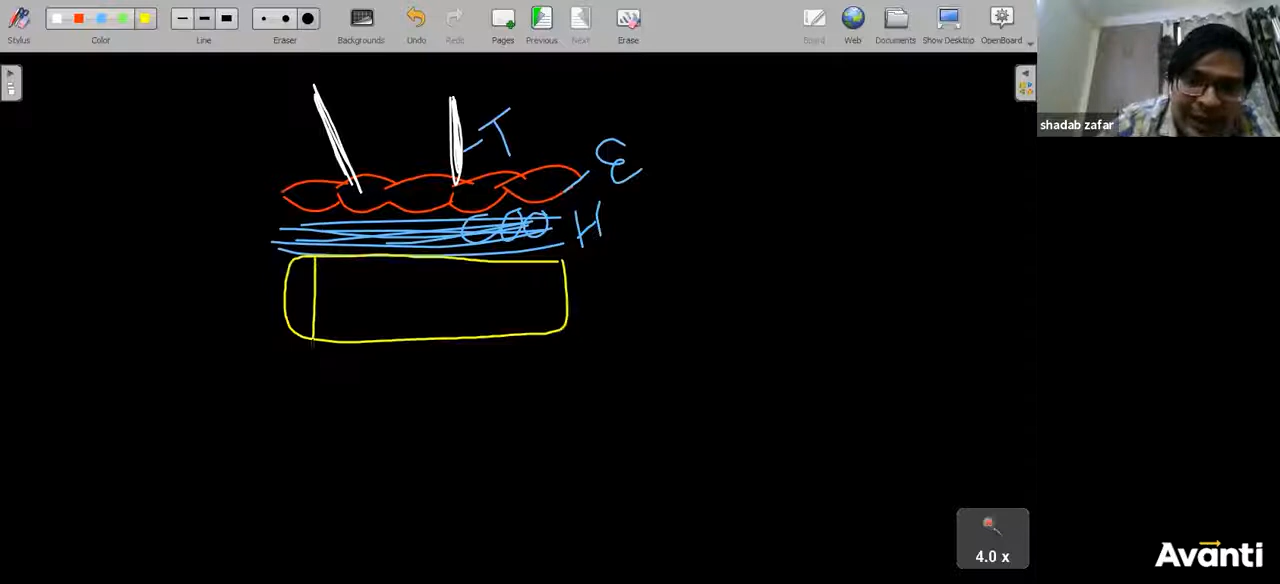 Stylus
Color
Line
Eraser
Backgrounds
Undo
Redo
Pages
Previous
Next
Erase
Board
Web
Documents
Show Desktop
OpenBoard
shadab zafar
T
E
H
4.0 x
Avanti